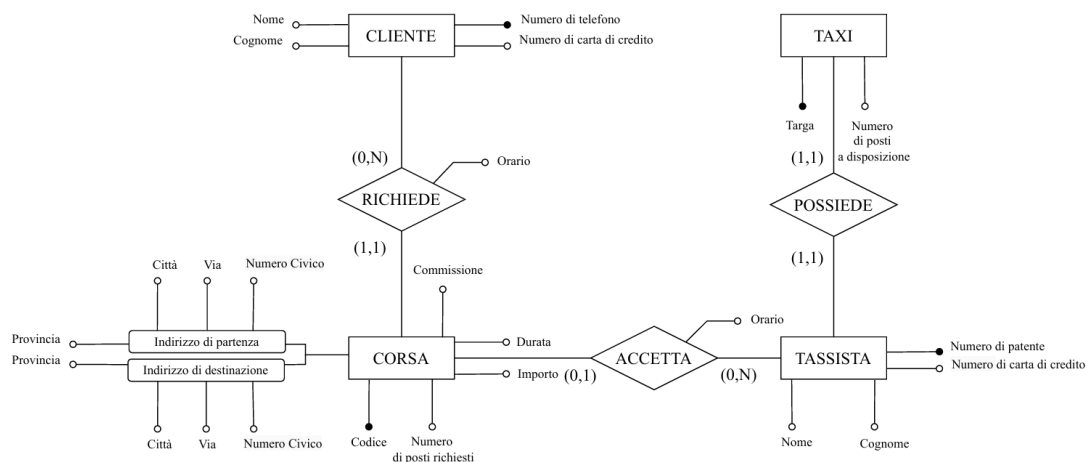 Nome
Cognome
CLIENTE
Numero di telefono
Numero di carta di credito
TAXI
Targa
Numero
di posti
a disposizione
(0,N)
Orario
RICHIEDE
(1,1)
(1,1)
POSSIEDE
(1,1)
Città
Via
Numero Civico
Commissione
Provincia
Indirizzo di partenza
Provincia
Indirizzo di destinazione
Città
Via
Numero Civico
CORSA
Durata
Importo
Codice
Numero
di posti richiesti
(0,1)
ACCETTA
Orario
(0,N)
TASSISTA
Numero di patente
Numero di carta di credito
Nome
Cognome